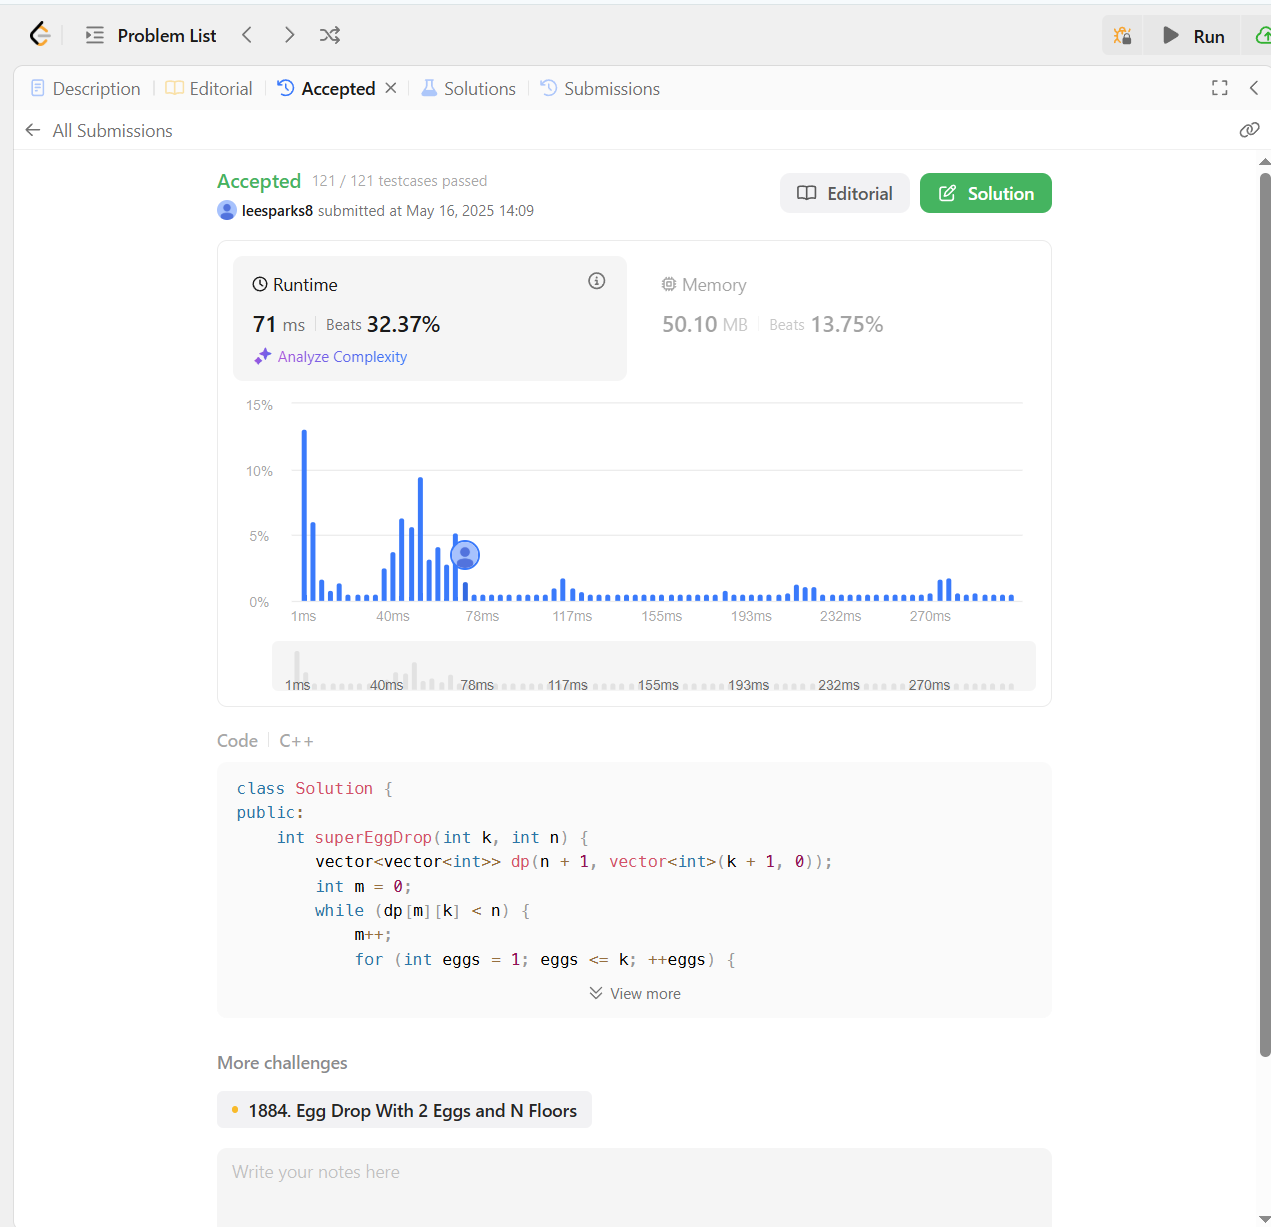 Problem List
Run
Description
Editorial
Accepted
Solutions
Submissions
All Submissions
Accepted 121 / 121 testcases passed
leesparks8 submitted at May 16, 2025 14:09
Editorial
Solution
Runtime
71 ms Beats 32.37%
Analyze Complexity
Memory
50.10 MB Beats 13.75%
15%
10%
5%
0%
1ms 40ms 78ms 117ms 155ms 193ms 232ms 270ms
1ms 40ms 78ms 117ms 155ms 193ms 232ms 270ms
Code C++
class Solution {
public:
    int superEggDrop(int k, int n) {
        vector<vector<int>> dp(n + 1, vector<int>(k + 1, 0));
        int m = 0;
        while (dp[m][k] < n) {
            m++;
            for (int eggs = 1; eggs <= k; ++eggs) {
View more
More challenges
1884. Egg Drop With 2 Eggs and N Floors
Write your notes here